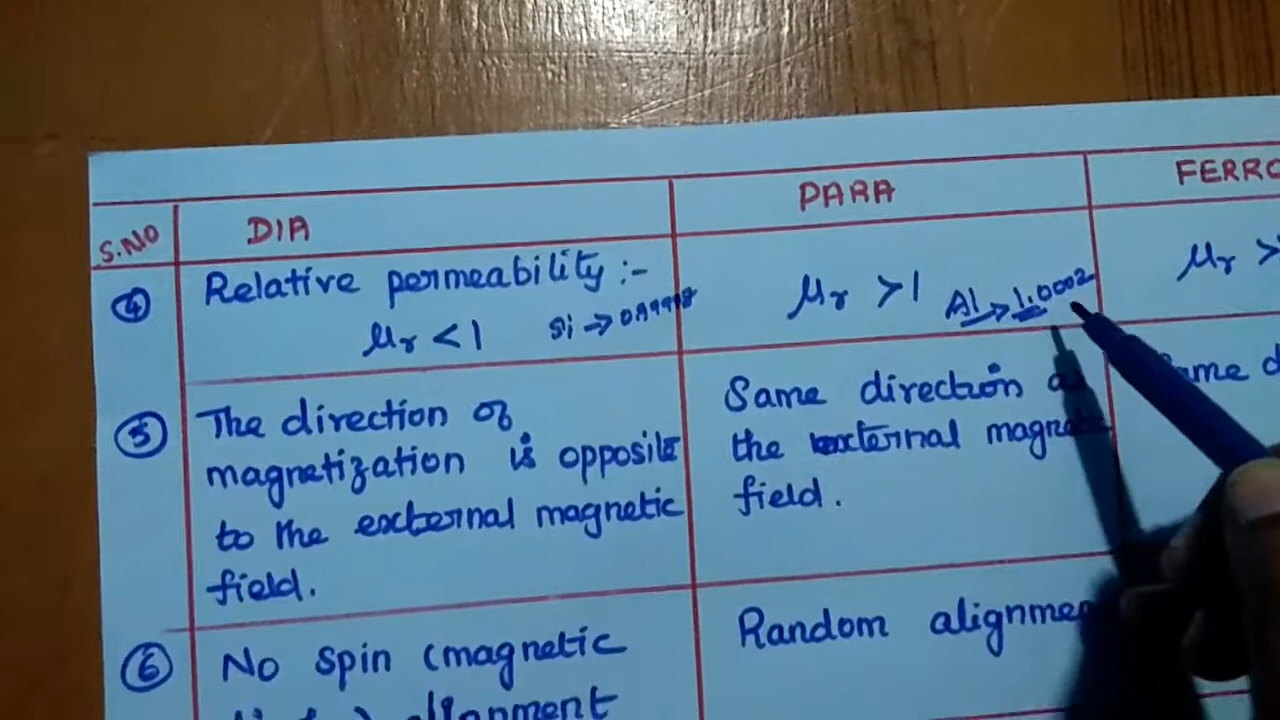 S.NO DIA PARA FERRO
④ Relative permeability :-
μr < 1 Si → 0.99998
μr > 1 Al → 1.0002
μr >
⑤ The direction of
magnetization is opposite
to the external magnetic
field.
Same direction as
the external magnetic
field.
⑥ No spin (magnetic
alignment
Random